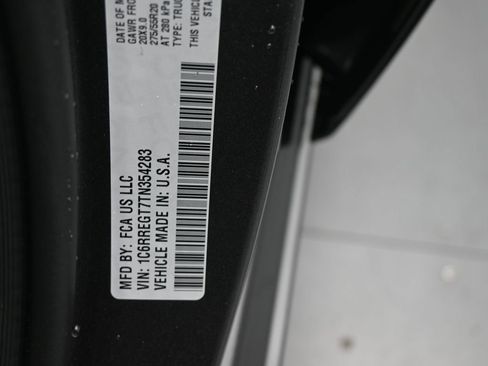 DATE OF M
GAWR FRO
20X9.0
275/55R20
AT 280 kPa
TYPE: TRUC
THIS VEHICLE
STA
MFD BY: FCA US LLC
VIN: 1C6RREGT7TN354283
VEHICLE MADE IN: U.S.A.